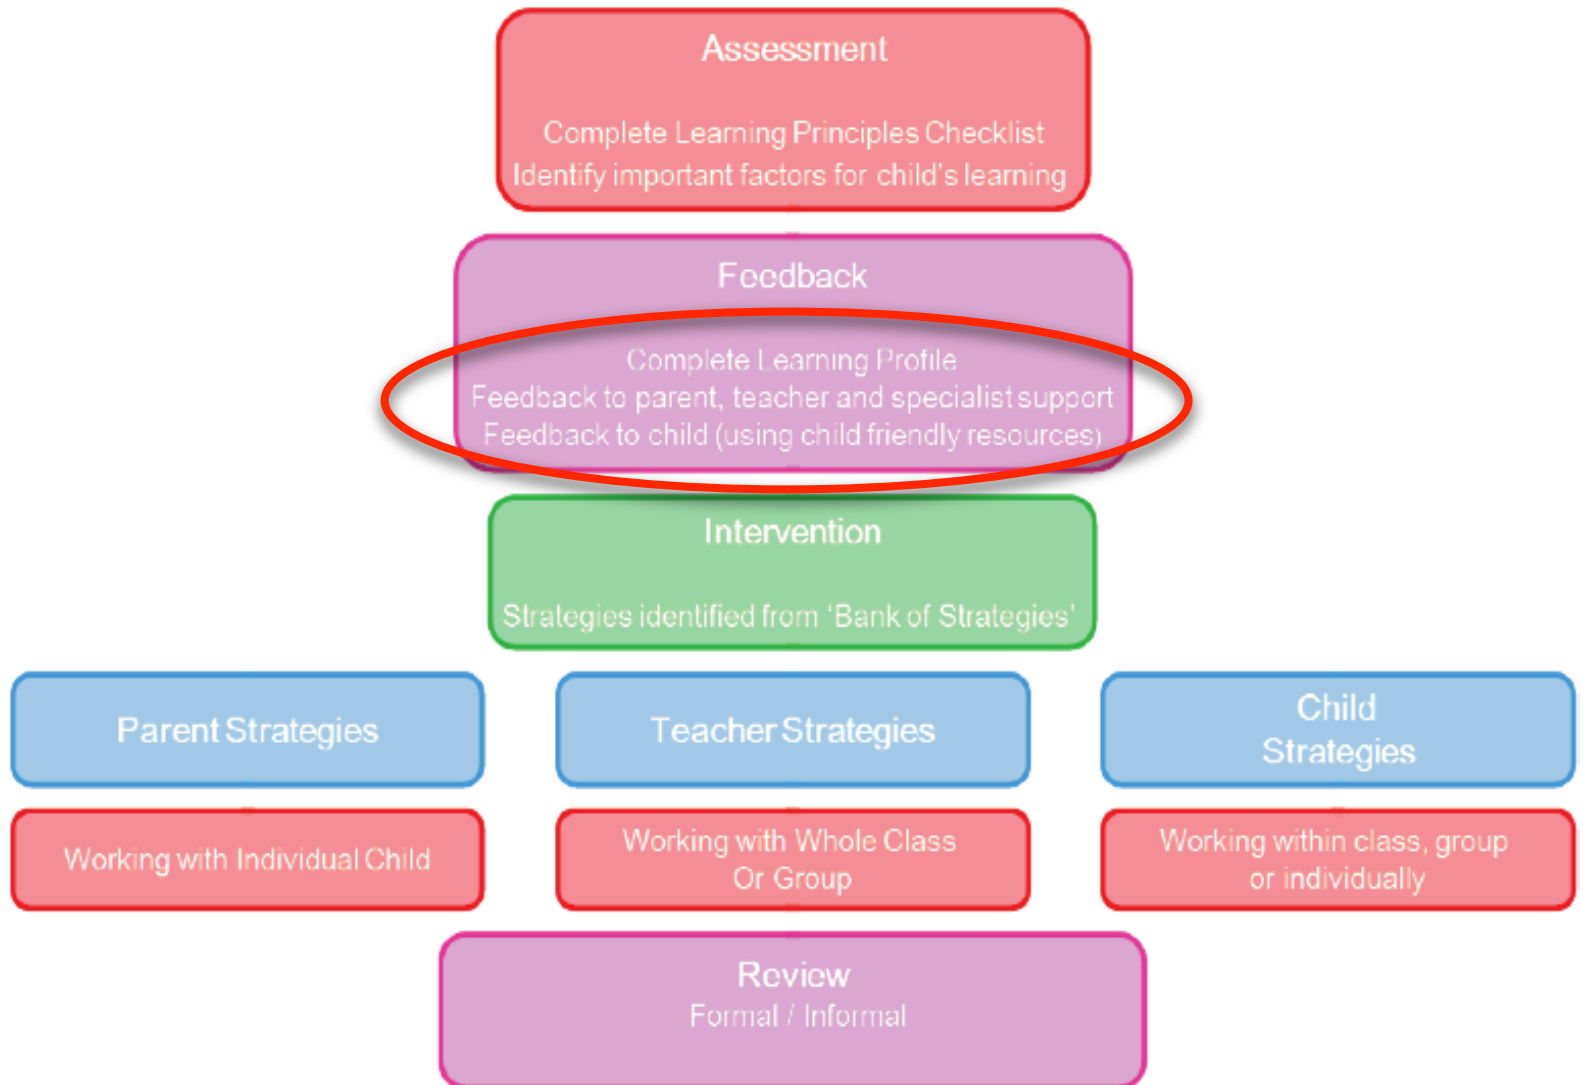 Assessment
Complete Learning Principles Checklist
Identify important factors for child's learning
Feedback
Complete Learning Profile
Feedback to parent, teacher and specialist support
Feedback to child (using child friendly resources)
Intervention
Strategies identified from 'Bank of Strategies'
Parent Strategies
Teacher Strategies
Child
Strategies
Working with Individual Child
Working with Whole Class
Or Group
Working within class, group
or individually
Review
Formal / Informal